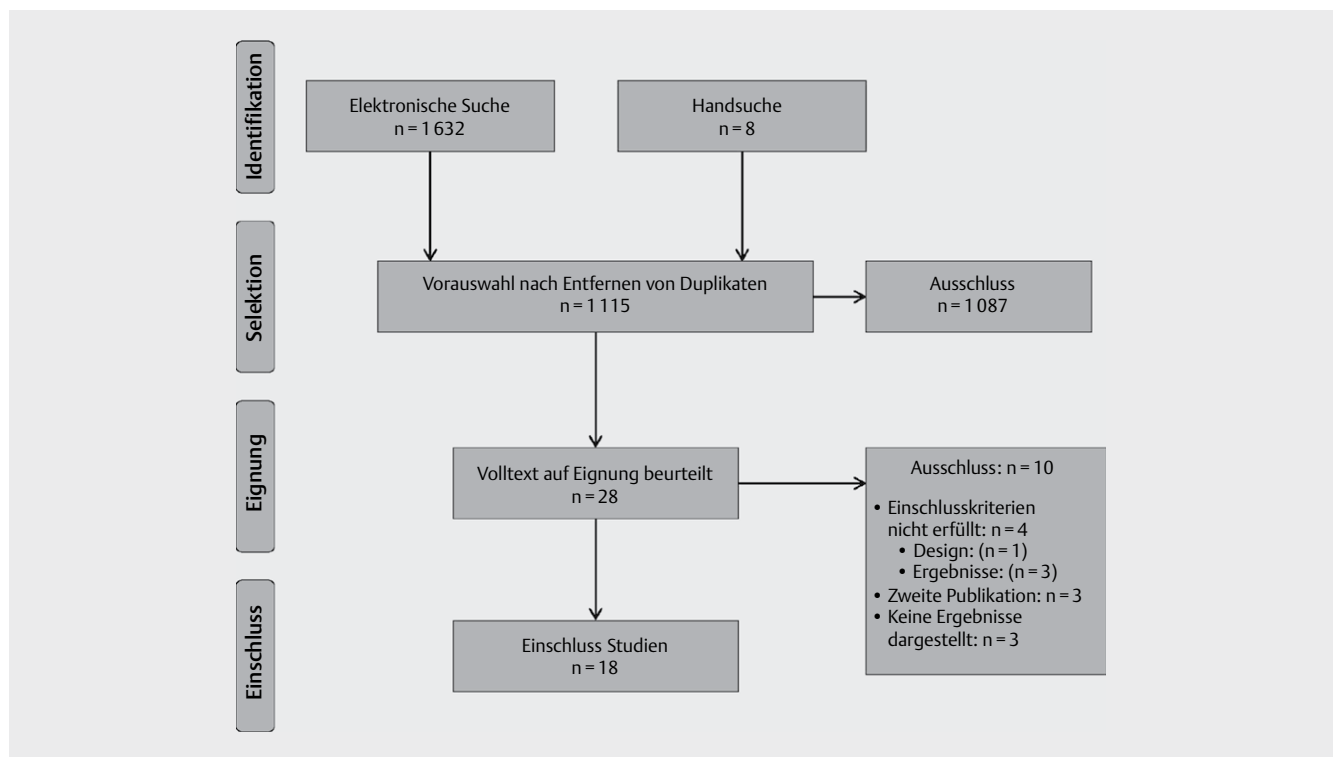 Identifikation
Elektronische Suche
n = 1 632
Handsuche
n = 8
Selektion
Vorauswahl nach Entfernen von Duplikaten
n = 1 115
Ausschluss
n = 1 087
Eignung
Volltext auf Eignung beurteilt
n = 28
Ausschluss: n = 10
• Einschlusskriterien
nicht erfüllt: n = 4
• Design: (n = 1)
• Ergebnisse: (n = 3)
• Zweite Publikation: n = 3
• Keine Ergebnisse
dargestellt: n = 3
Einschluss
Einschluss Studien
n = 18